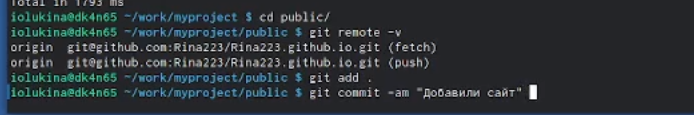 Total in 1793 ms
iolukina@dk4n65 ~/work/myproject $ cd public/
iolukina@dk4n65 ~/work/myproject/public $ git remote -v
origin  git@github.com:Rina223/Rina223.github.io.git (fetch)
origin  git@github.com:Rina223/Rina223.github.io.git (push)
iolukina@dk4n65 ~/work/myproject/public $ git add .
iolukina@dk4n65 ~/work/myproject/public $ git commit -am "Добавили сайт"